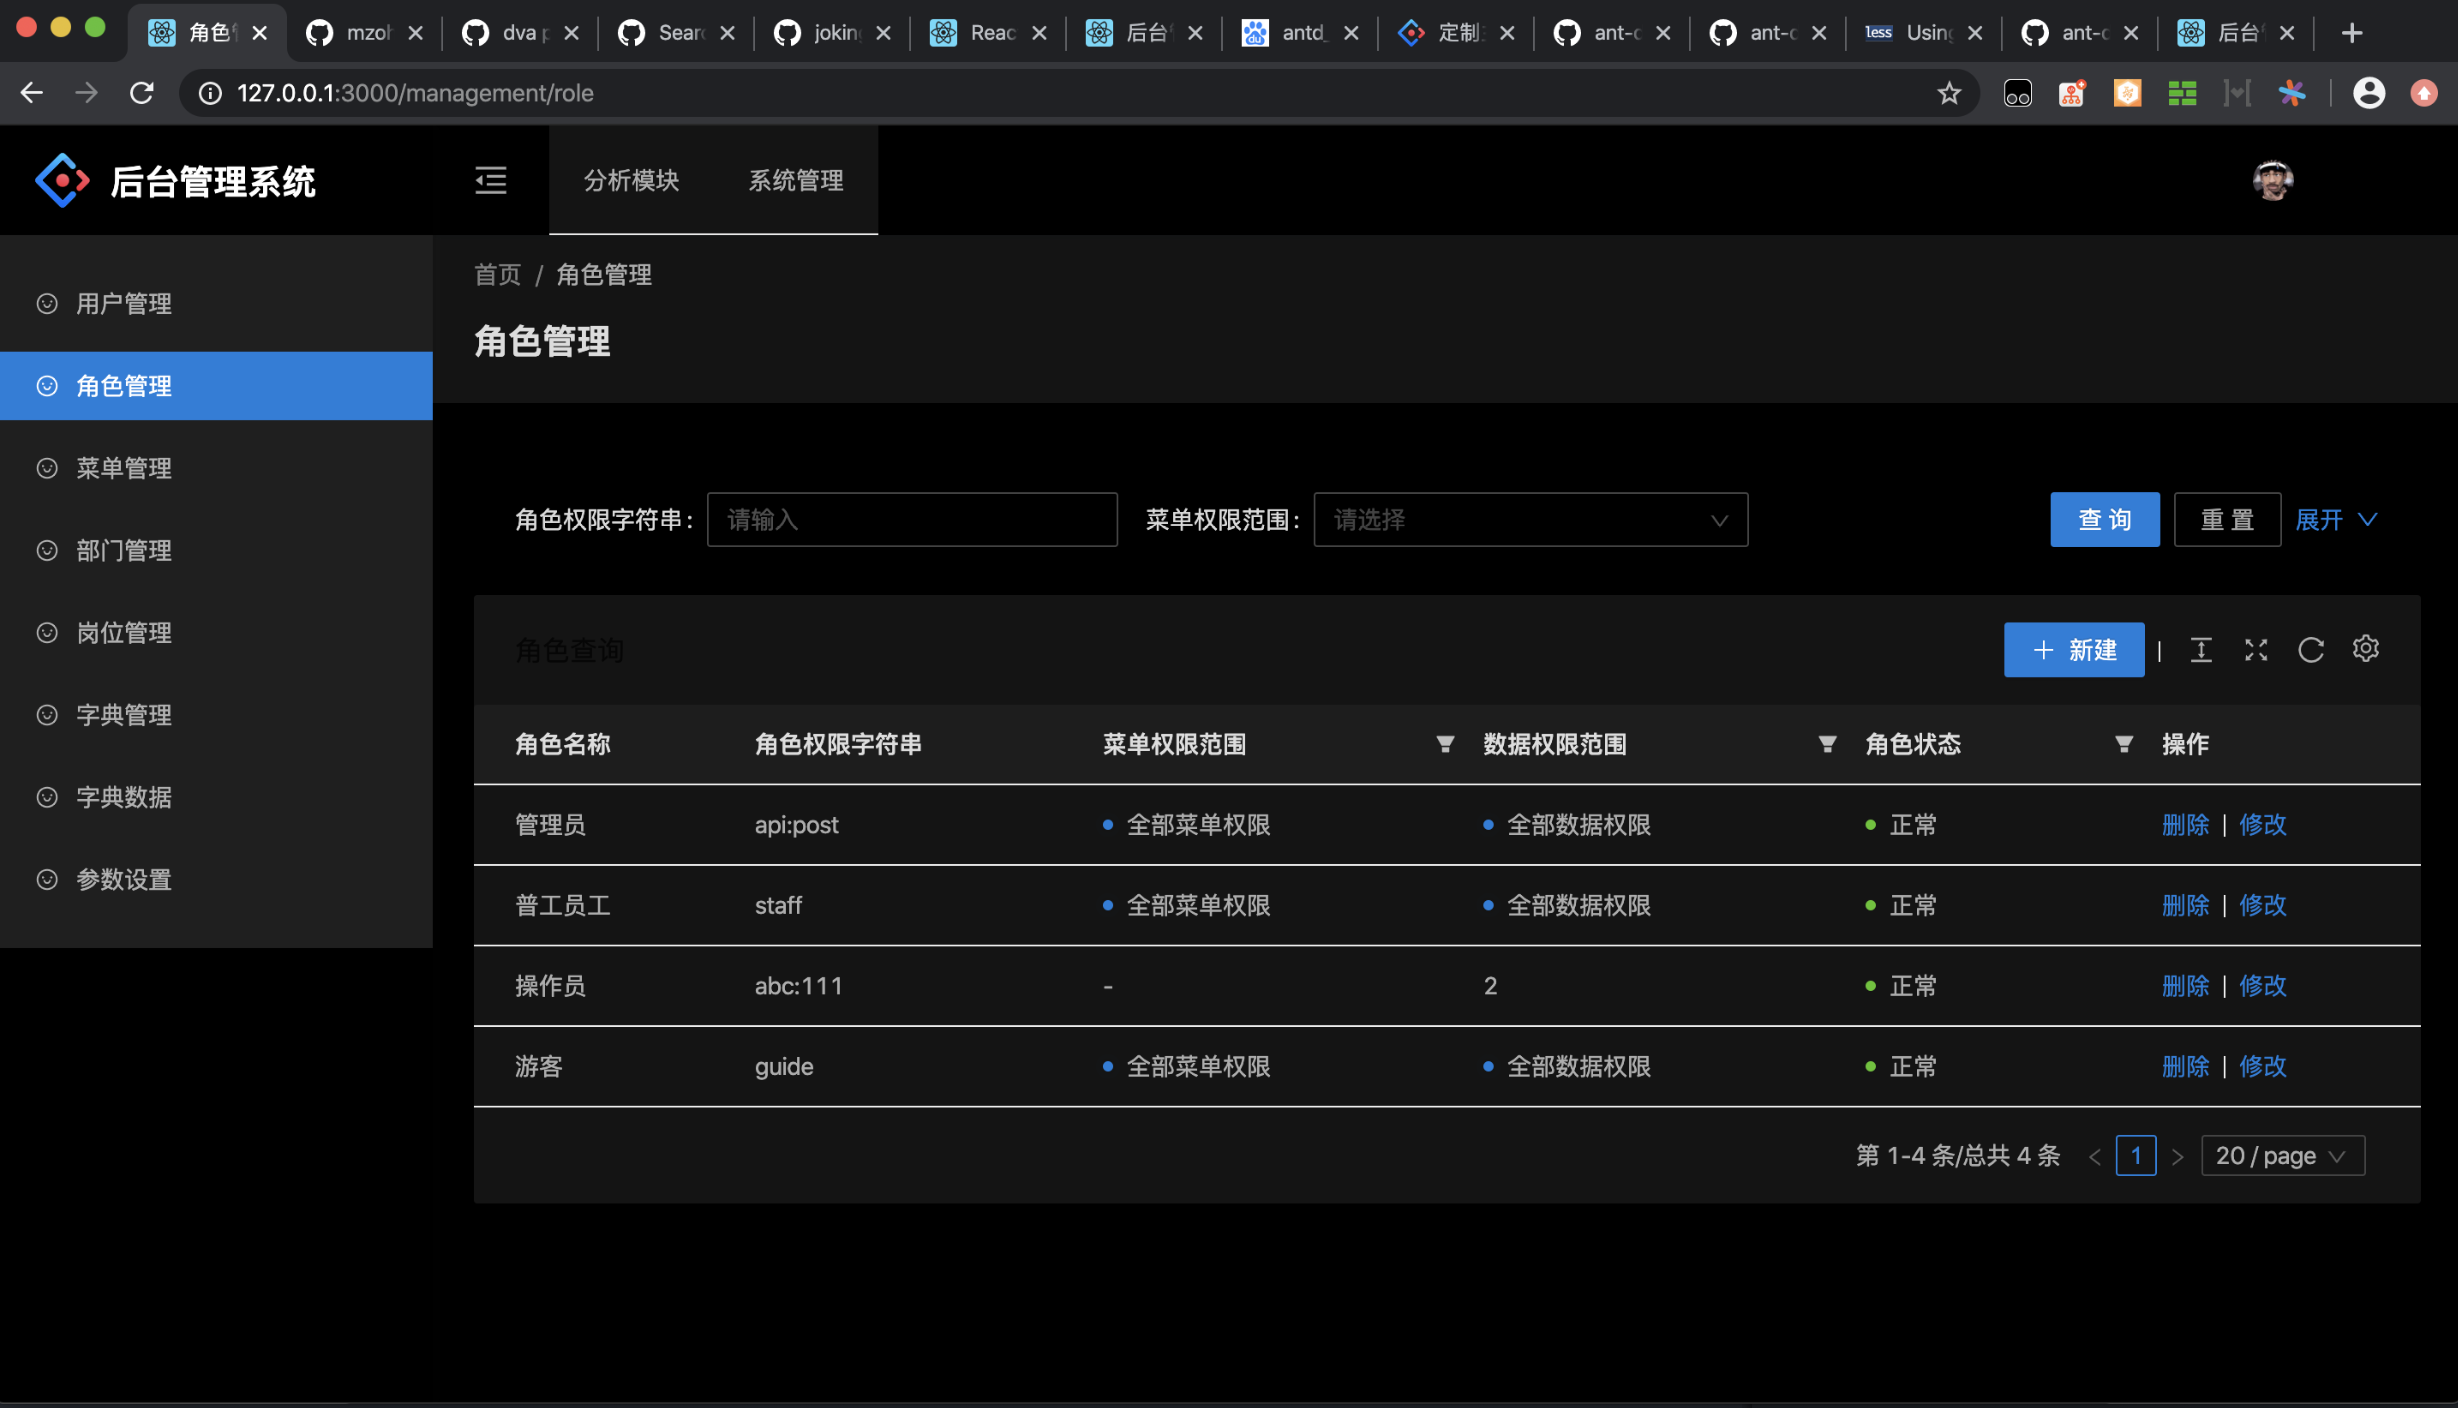 角色
mzoh
dva p
Sear
joking
Reac
后台
antd_
定制
ant-c
ant-c
less Using
ant-c
后台
127.0.0.1:3000/management/role
后台管理系统
分析模块
系统管理
用户管理
角色管理
菜单管理
部门管理
岗位管理
字典管理
字典数据
参数设置
首页 / 角色管理
角色管理
角色权限字符串: 请输入
菜单权限范围: 请选择
查 询
重 置
展开
角色查询
新建
角色名称 角色权限字符串 菜单权限范围 数据权限范围 角色状态 操作
管理员 api:post 全部菜单权限 全部数据权限 正常 删除 | 修改
普工员工 staff 全部菜单权限 全部数据权限 正常 删除 | 修改
操作员 abc:111 - 2 正常 删除 | 修改
游客 guide 全部菜单权限 全部数据权限 正常 删除 | 修改
第 1-4 条/总共 4 条 < 1 > 20 / page